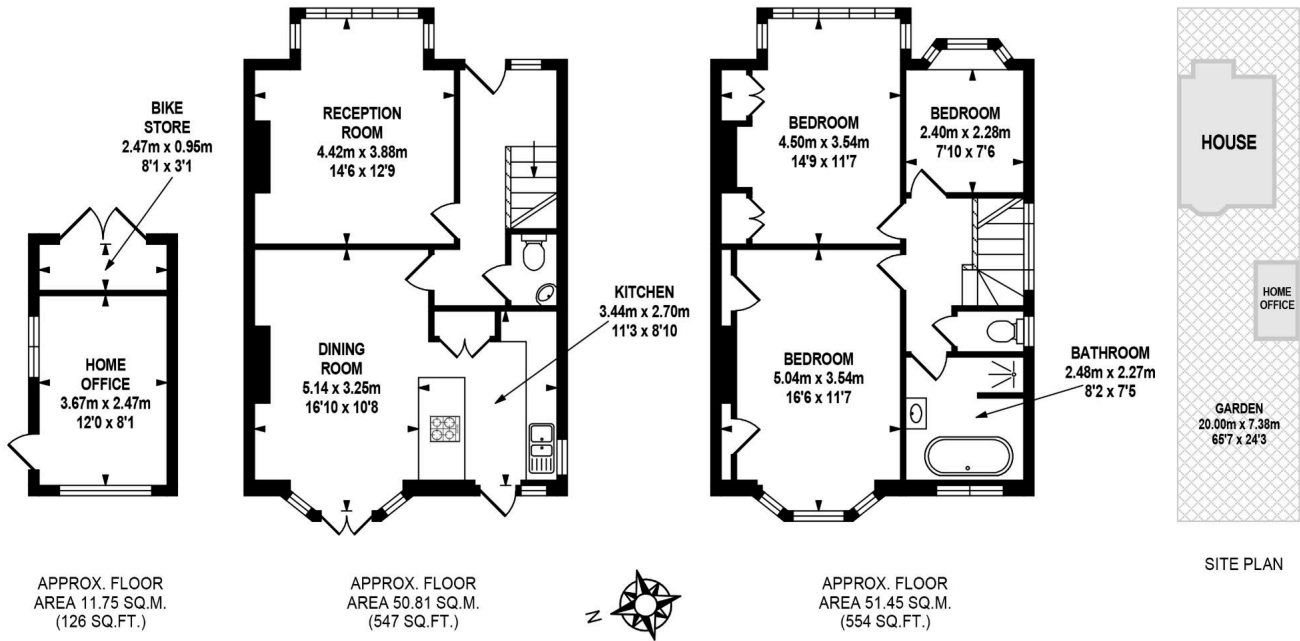 BIKE
STORE
2.47m x 0.95m
8'1 x 3'1
HOME
OFFICE
3.67m x 2.47m
12'0 x 8'1
APPROX. FLOOR
AREA 11.75 SQ.M.
(126 SQ.FT.)
RECEPTION
ROOM
4.42m x 3.88m
14'6 x 12'9
DINING
ROOM
5.14 x 3.25m
16'10 x 10'8
KITCHEN
3.44m x 2.70m
11'3 x 8'10
APPROX. FLOOR
AREA 50.81 SQ.M.
(547 SQ.FT.)
N
BEDROOM
4.50m x 3.54m
14'9 x 11'7
BEDROOM
2.40m x 2.28m
7'10 x 7'6
BEDROOM
5.04m x 3.54m
16'6 x 11'7
BATHROOM
2.48m x 2.27m
8'2 x 7'5
APPROX. FLOOR
AREA 51.45 SQ.M.
(554 SQ.FT.)
HOUSE
HOME
OFFICE
GARDEN
20.00m x 7.38m
65'7 x 24'3
SITE PLAN